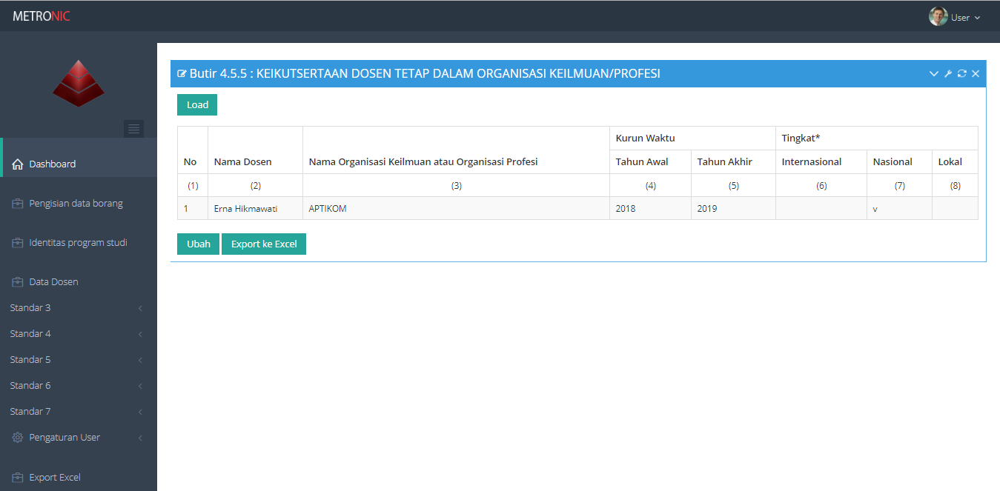 METRONIC
User
Butir 4.5.5 : KEIKUTSERTAAN DOSEN TETAP DALAM ORGANISASI KEILMUAN/PROFESI
Load
Kurun Waktu Tingkat*
No Nama Dosen Nama Organisasi Keilmuan atau Organisasi Profesi Tahun Awal Tahun Akhir Internasional Nasional Lokal
(1) (2) (3) (4) (5) (6) (7) (8)
1 Erna Hikmawati APTIKOM 2018 2019 v
Ubah Export ke Excel
Dashboard
Pengisian data borang
Identitas program studi
Data Dosen
Standar 3
Standar 4
Standar 5
Standar 6
Standar 7
Pengaturan User
Export Excel